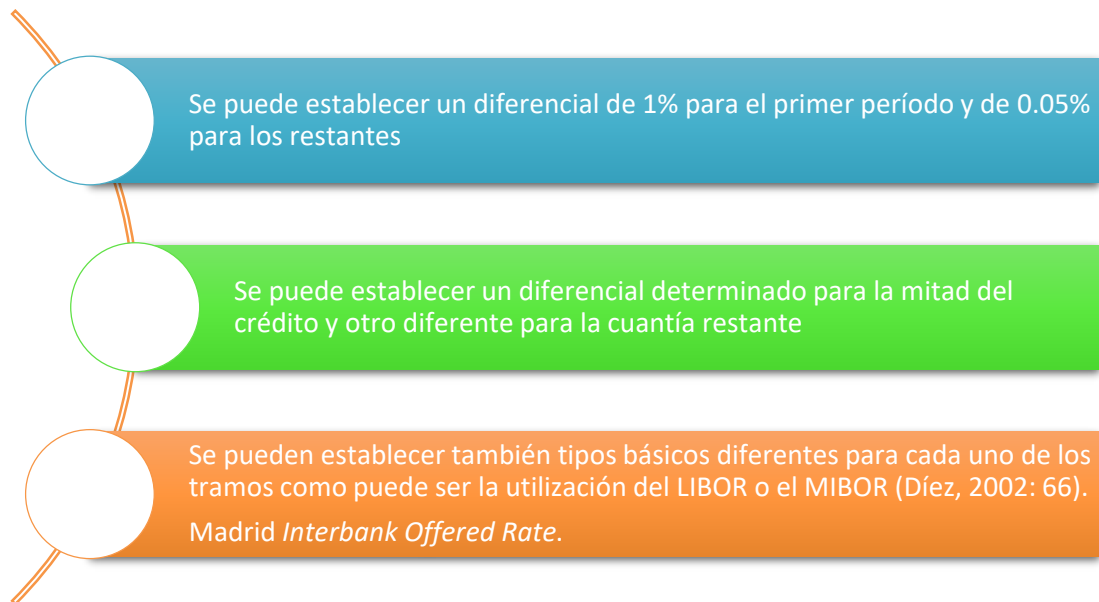 Se puede establecer un diferencial de 1% para el primer período y de 0.05%
para los restantes
Se puede establecer un diferencial determinado para la mitad del
crédito y otro diferente para la cuantía restante
Se pueden establecer también tipos básicos diferentes para cada uno de los
tramos como puede ser la utilización del LIBOR o el MIBOR (Díez, 2002: 66).
Madrid Interbank Offered Rate.